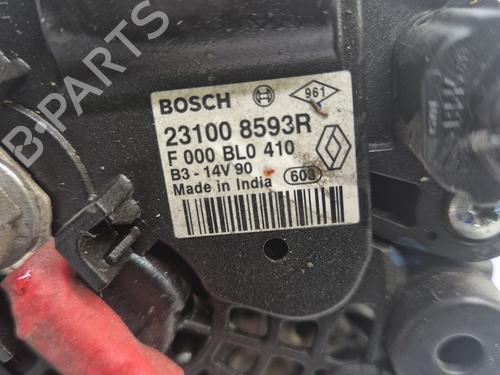 B-PARTS
BOSCH
961
23100 8593R
F 000 BL0 410
B3 - 14V 90
603
Made in India